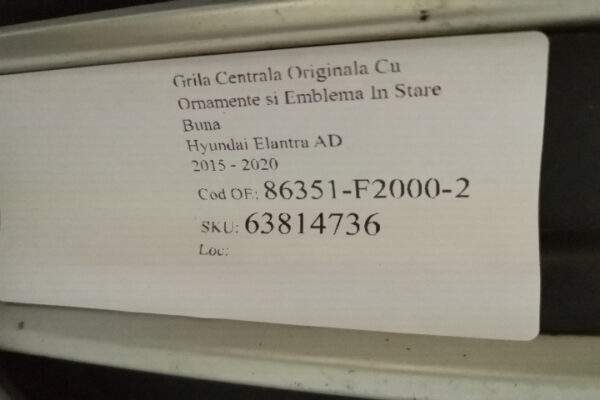 Grila Centrala Originala Cu
Ornamente si Emblema In Stare
Buna
Hyundai Elantra AD
2015 - 2020
Cod OE: 86351-F2000-2
SKU: 63814736
Loc: